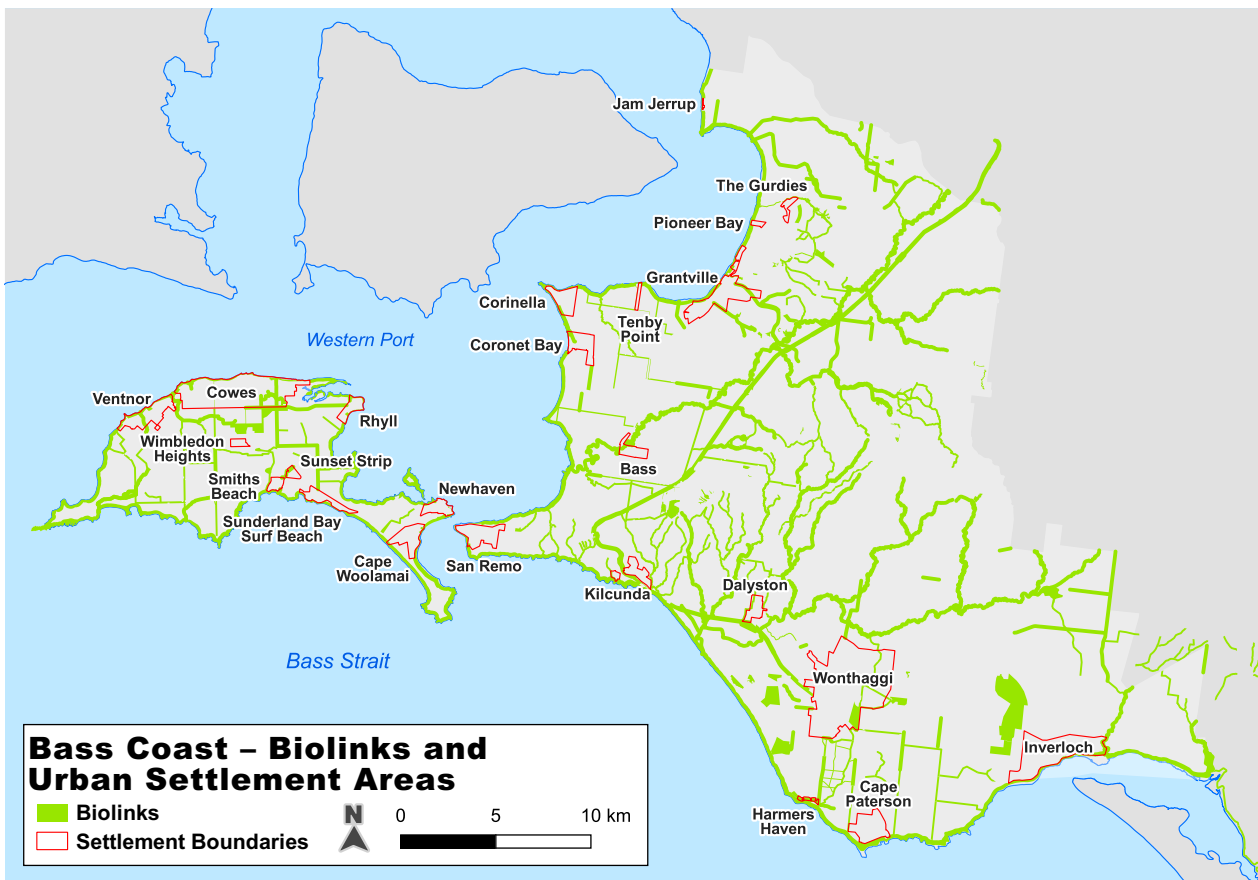 Jam Jerrup
The Gurdies
Pioneer Bay
Grantville
Corinella
Tenby
Point
Western Port
Coronet Bay
Ventnor
Cowes
Rhyll
Wimbledon
Heights
Sunset Strip
Bass
Smiths
Beach
Newhaven
Sunderland Bay
Surf Beach
Cape
Woolamai
San Remo
Kilcunda
Dalyston
Bass Strait
Wonthaggi
Inverloch
Cape
Paterson
Harmers
Haven
Bass Coast – Biolinks and
Urban Settlement Areas
Biolinks
Settlement Boundaries
N
0 5 10 km